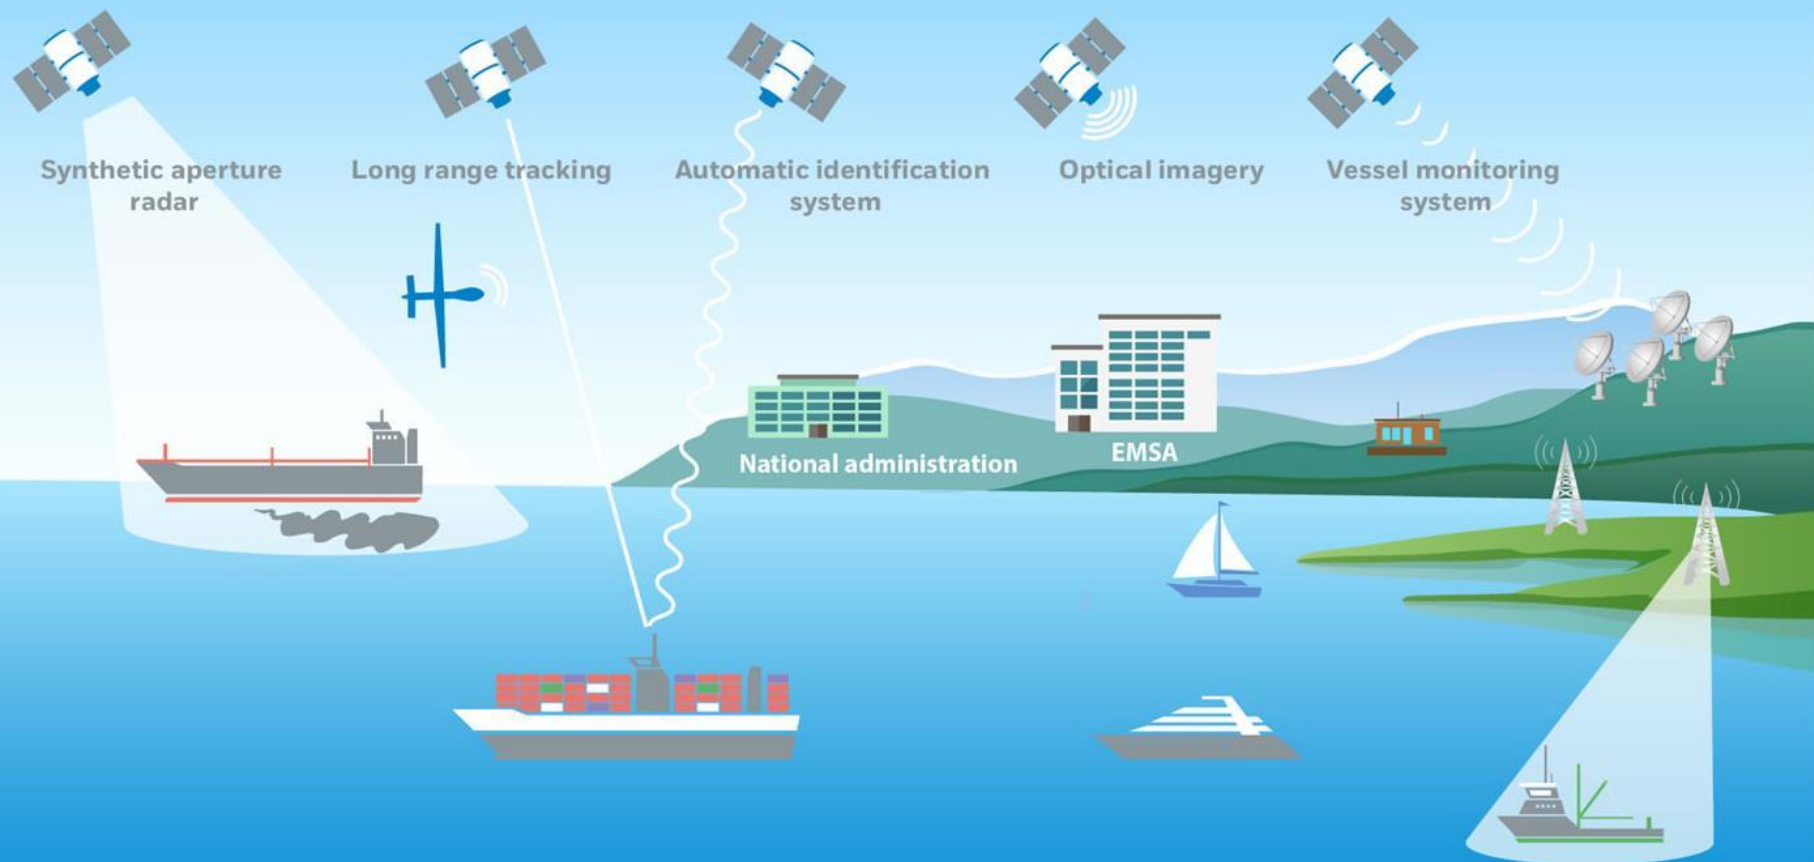 Synthetic aperture
radar
Long range tracking
Automatic identification
system
Optical imagery
Vessel monitoring
system
National administration
EMSA